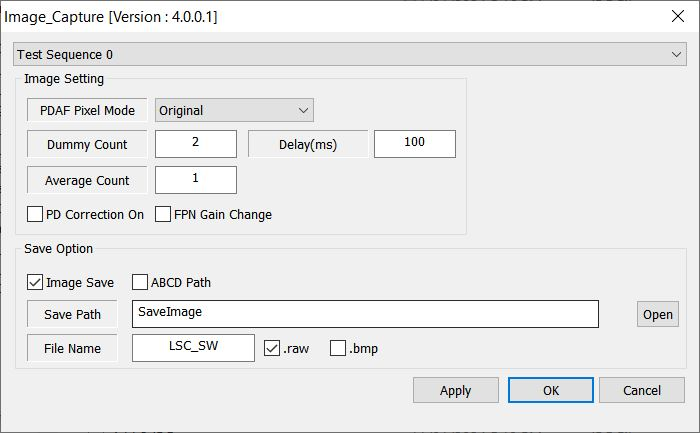 Image_Capture [Version : 4.0.0.1]
Test Sequence 0
Image Setting
PDAF Pixel Mode Original
Dummy Count 2 Delay(ms) 100
Average Count 1
PD Correction On FPN Gain Change
Save Option
Image Save ABCD Path
Save Path SaveImage Open
File Name LSC_SW .raw .bmp
Apply OK Cancel